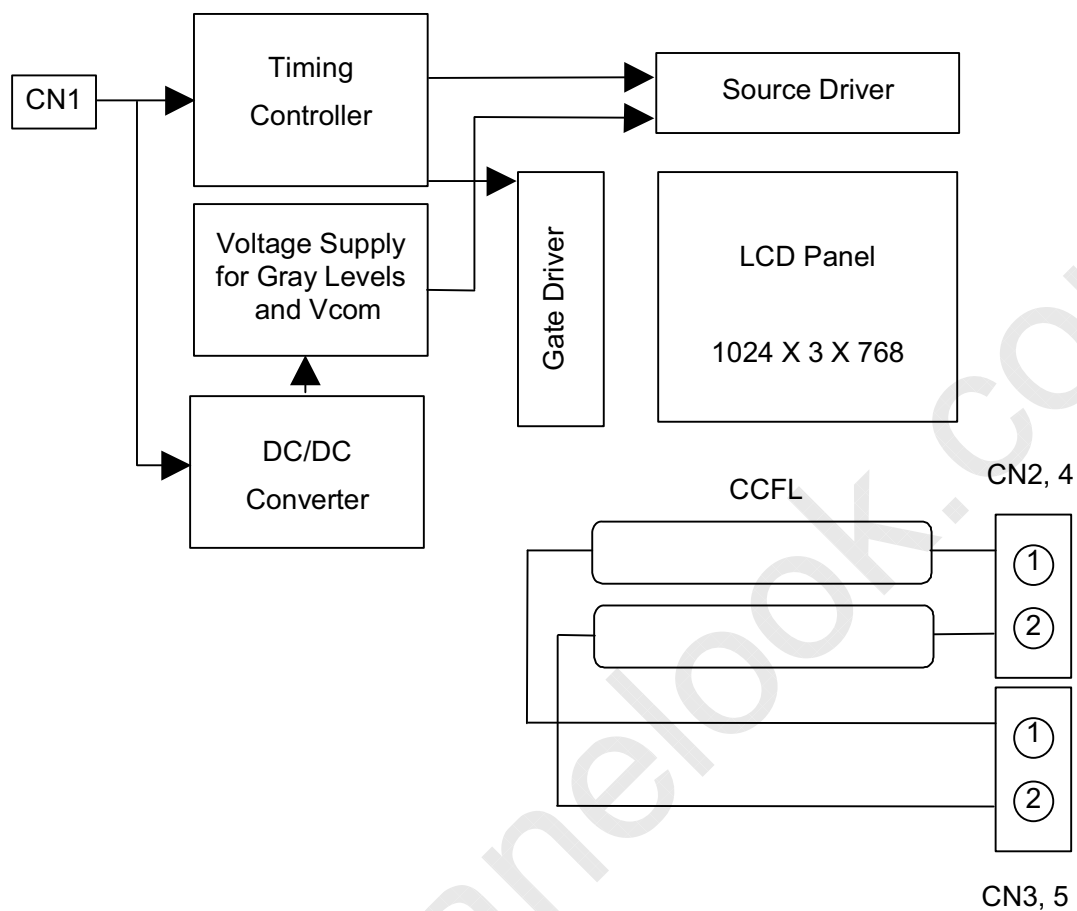 CN1
Timing
Controller
Source Driver
Voltage Supply
for Gray Levels
and Vcom
Gate Driver
LCD Panel
1024 X 3 X 768
DC/DC
Converter
CCFL
CN2, 4
1
2
1
2
CN3, 5